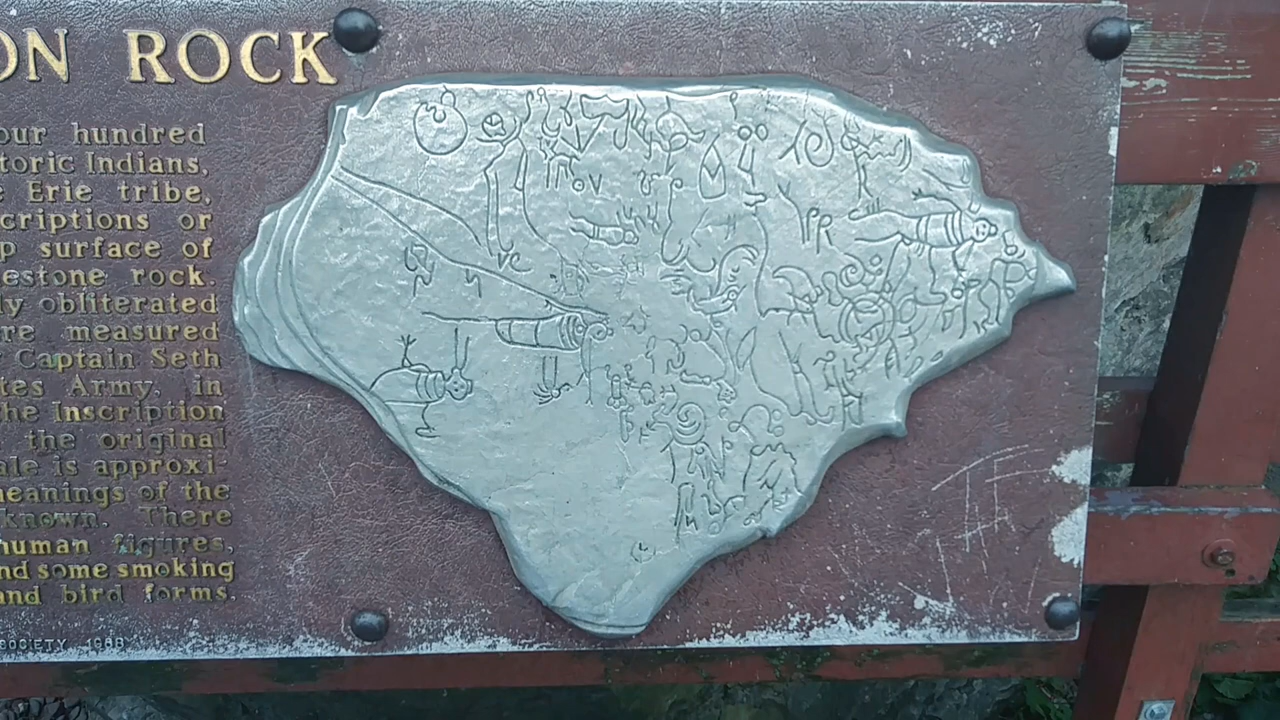 ON ROCK
our hundred
toric Indians,
e Erie tribe,
criptions or
p surface of
estone rock.
ly obliterated
re measured
Captain Seth
tes Army, in
he Inscription
the original
ale is approxi-
meanings of the
known. There
human figures,
nd some smoking
and bird forms.
SOCIETY 1968